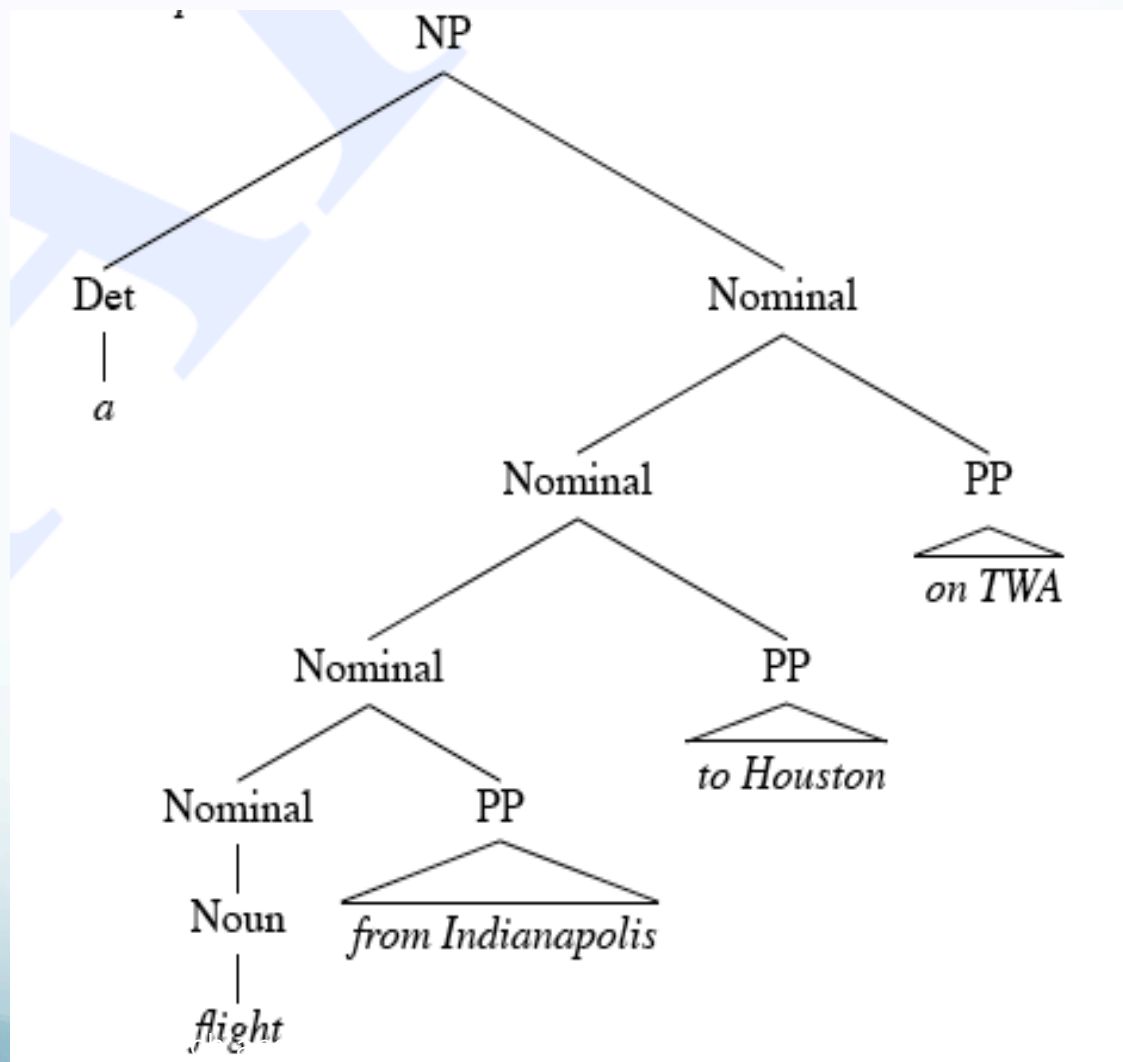 NP
Det
Nominal
a
Nominal
PP
on TWA
Nominal
PP
to Houston
Nominal
PP
Noun
from Indianapolis
flight